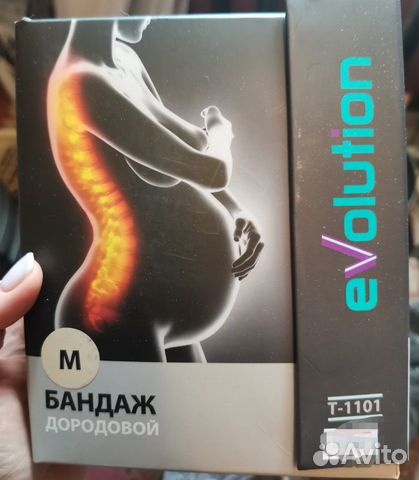 M
БАНДАЖ
ДОРОДОВОЙ
evolution
T-1101
Avito